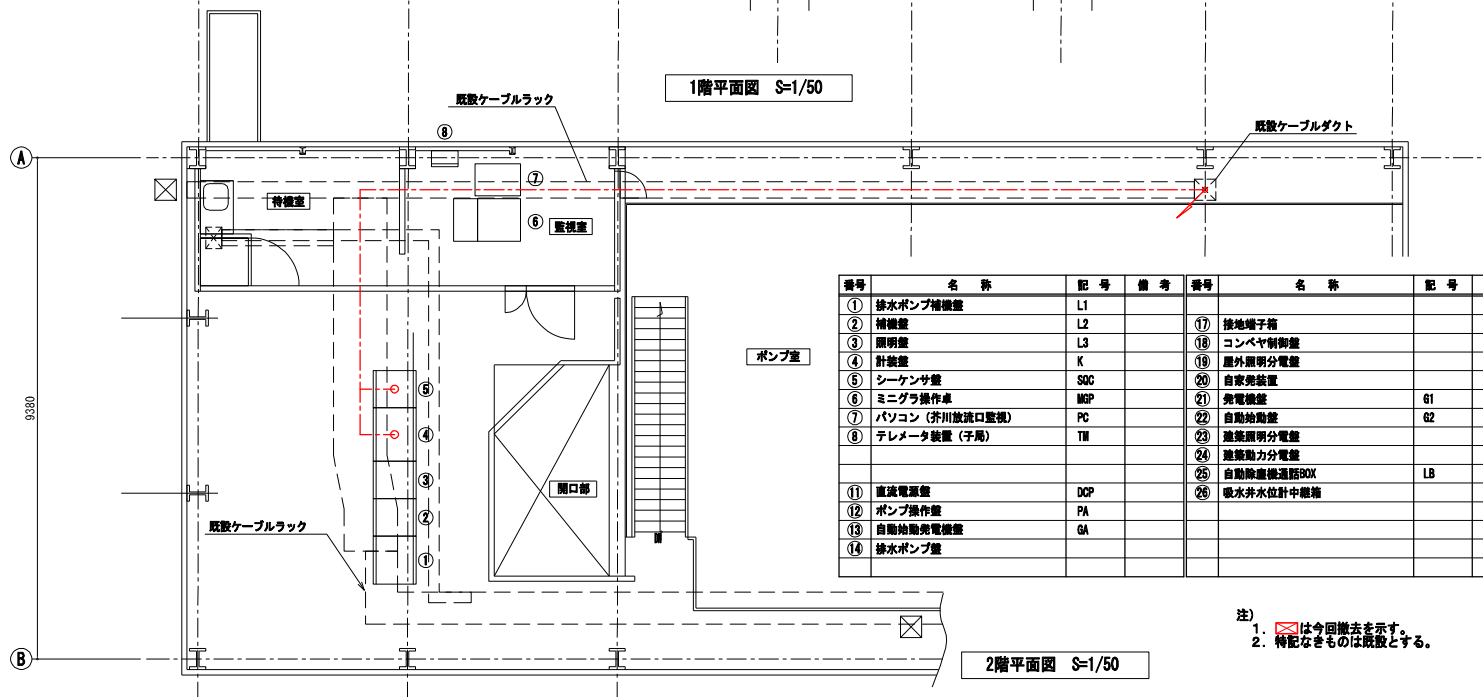 1階平面図 S=1/50
既設ケーブルラック
⑧
既設ケーブルダクト
A
⑦
待機室
⑥
監視室
番号 名 称 記 号 備 考 番号 名 称 記 号
① 排水ポンプ補機盤 L1
② 補機盤 L2 ⑰ 接地端子箱
③ 照明盤 L3 ⑱ コンベヤ制御盤
④ 計装盤 K ⑲ 屋外照明分電盤
⑤ シーケンサ盤 SQC ⑳ 自家発装置
⑥ ミニグラ操作卓 MGP ㉑ 発電機盤 G1
⑦ パソコン（芥川放流口監視） PC ㉒ 自動始動盤 G2
⑧ テレメータ装置（子局） TM ㉓ 建築照明分電盤
㉔ 建築動力分電盤
㉕ 自動除塵機通話BOX LB
⑪ 直流電源盤 DCP ㉖ 吸水井水位計中継箱
⑫ ポンプ操作盤 PA
⑬ 自動始動発電機盤 GA
⑭ 排水ポンプ盤
ポンプ室
9380
⑤
④
③
②
①
開口部
既設ケーブルラック
DN
B
2階平面図 S=1/50
注）
1. は今回撤去を示す。
2. 特記なきものは既設とする。